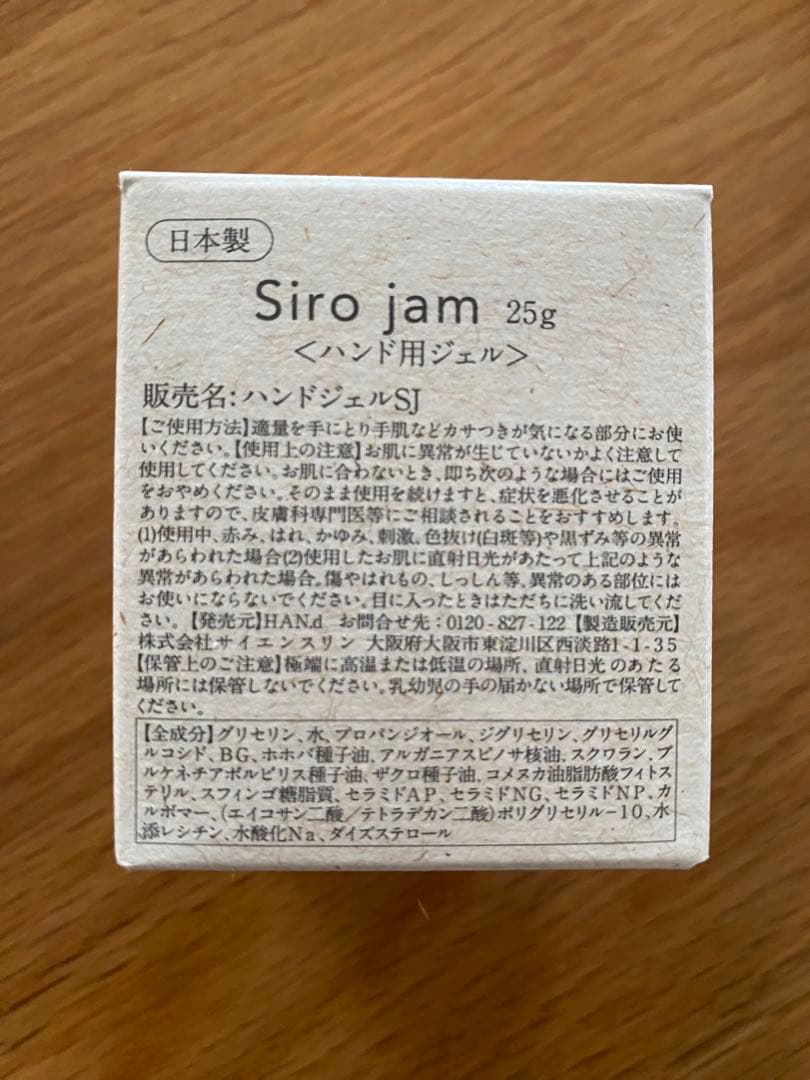 日本製
Siro jam 25g
＜ハンド用ジェル＞
販売名:ハンドジェルSJ
【ご使用方法】適量を手にとり手肌などカサつきが気になる部分にお使
いください。【使用上の注意】お肌に異常が生じていないかよく注意して
使用してください。お肌に合わないとき、即ち次のような場合にはご使用
をおやめください。そのまま使用を続けますと、症状を悪化させることが
ありますので、皮膚科専門医等にご相談されることをおすすめします。
(1)使用中、赤み、はれ、かゆみ、刺激、色抜け(白斑等)や黒ずみ等の異常
があらわれた場合(2)使用したお肌に直射日光があたって上記のような
異常があらわれた場合。傷やはれもの、しっしん等、異常のある部位には
お使いにならないでください。目に入ったときはただちに洗い流してくだ
さい。【発売元】HAN.d お問合せ先：0120-827-122【製造販売元】
株式会社サイエンスリン 大阪府大阪市東淀川区西淡路1-1-35
【保管上のご注意】極端に高温または低温の場所、直射日光のあたる
場所には保管しないでください。乳幼児の手の届かない場所で保管して
ください。
【全成分】グリセリン、水、プロパンジオール、ジグリセリン、グリセリルグ
ルコシド、BG、ホホバ種子油、アルガニアスピノサ核油、スクワラン、プ
ルケネチアボルビリス種子油、ザクロ種子油、コメヌカ油脂肪酸フィトス
テリル、スフィンゴ糖脂質、セラミドAP、セラミドNG、セラミドNP、カ
ルボマー、(エイコサン二酸／テトラデカン二酸)ポリグリセリル-10、水
添レシチン、水酸化Na、ダイズステロール